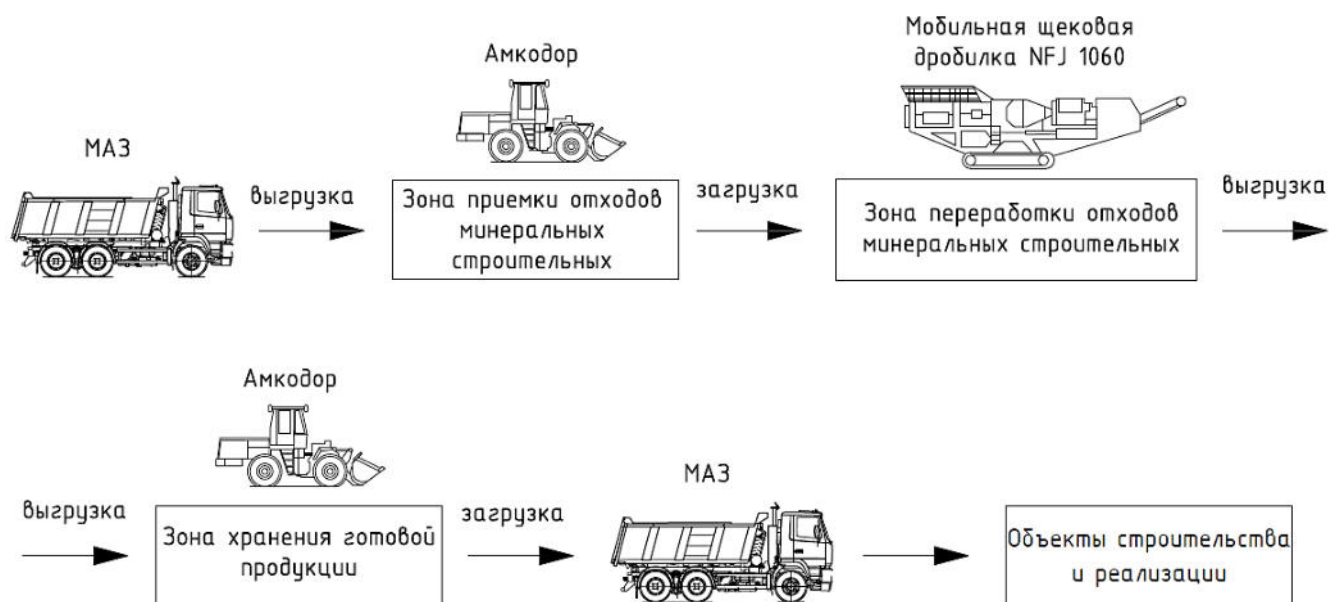 МАЗ
выгрузка
Амкодор
Зона приемки отходов
минеральных
строительных
загрузка
Мобильная щековая
дробилка NFJ 1060
Зона переработки отходов
минеральных строительных
выгрузка
выгрузка
Амкодор
Зона хранения готовой
продукции
загрузка
МАЗ
Объекты строительства
и реализации